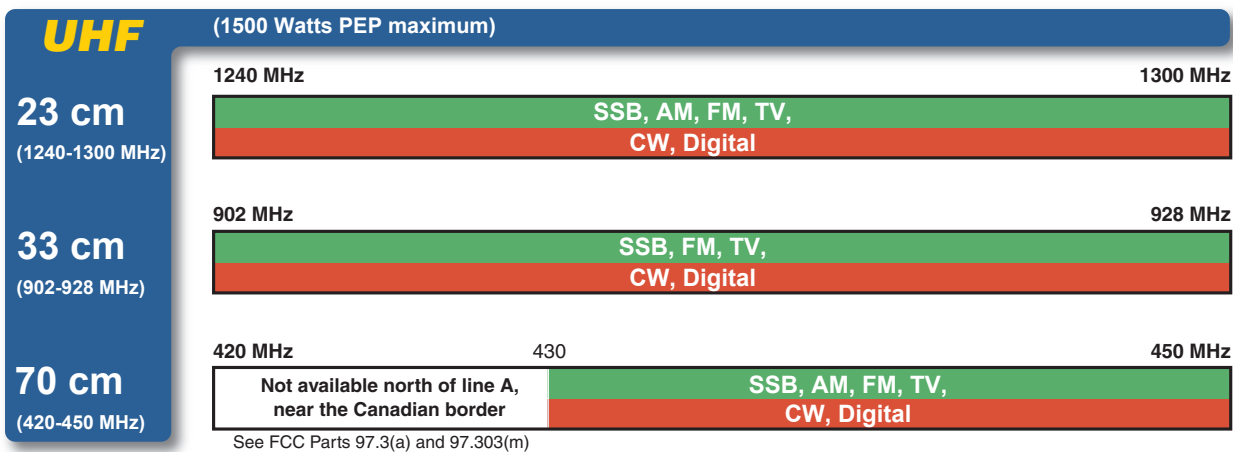 UHF
(1500 Watts PEP maximum)
23 cm
(1240-1300 MHz)
1240 MHz
1300 MHz
SSB, AM, FM, TV,
CW, Digital
33 cm
(902-928 MHz)
902 MHz
928 MHz
SSB, FM, TV,
CW, Digital
70 cm
(420-450 MHz)
420 MHz
430
450 MHz
Not available north of line A,
near the Canadian border
SSB, AM, FM, TV,
CW, Digital
See FCC Parts 97.3(a) and 97.303(m)